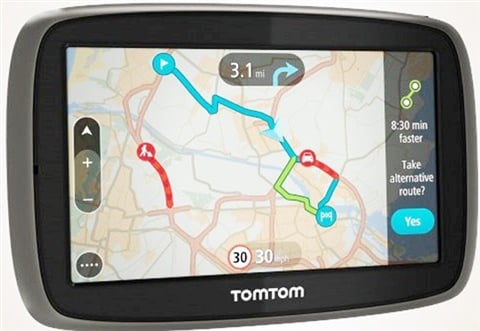 3.1 mi
8:30 min
faster
Take
alternative
route?
Yes
30
30 mph
TOMTOM